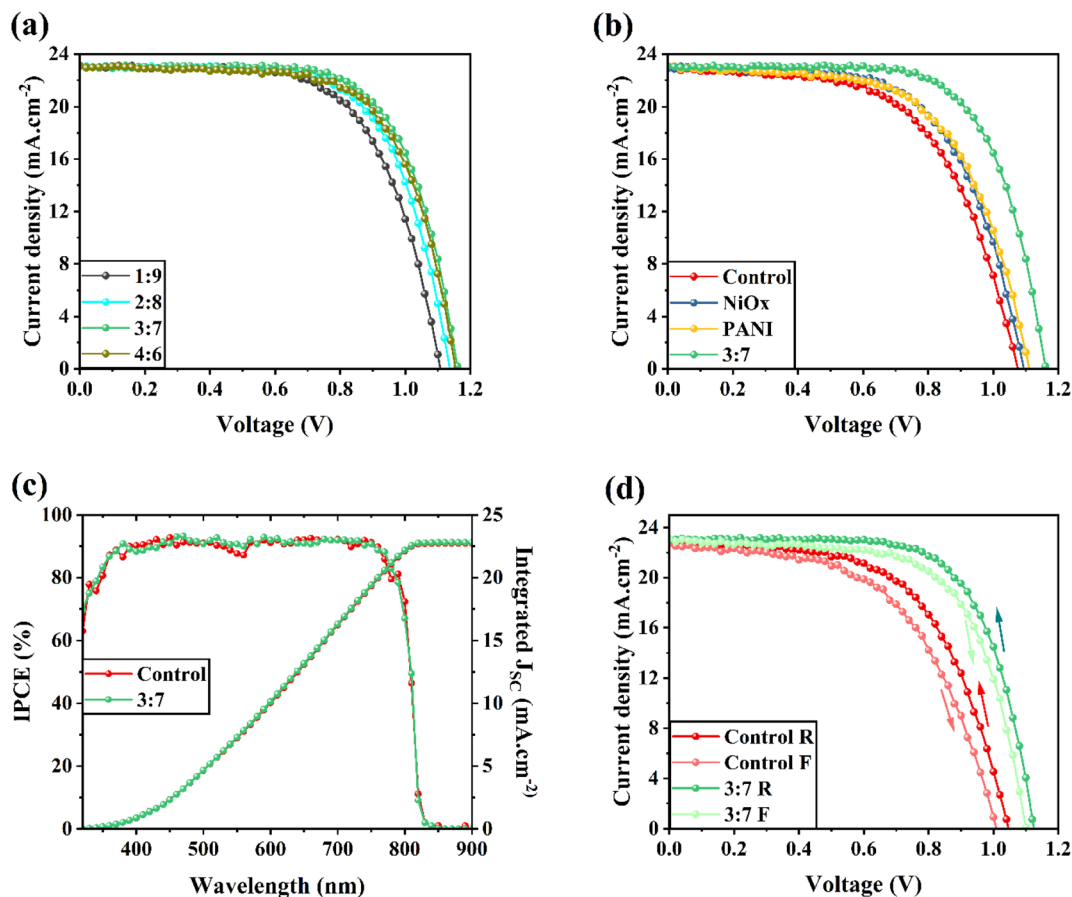 (a)
Current density (mA.cm-2)
24
20
16
12
8
4
0
1:9
2:8
3:7
4:6
0.0 0.2 0.4 0.6 0.8 1.0 1.2
Voltage (V)
(b)
Current density (mA.cm-2)
24
20
16
12
8
4
0
Control
NiOx
PANI
3:7
0.0 0.2 0.4 0.6 0.8 1.0 1.2
Voltage (V)
(c)
IPCE (%)
100
80
60
40
20
0
Control
3:7
400 500 600 700 800 900
Wavelength (nm)
25
20
15
10
5
0
Integrated JSC (mA.cm-2)
(d)
Current density (mA.cm-2)
24
20
16
12
8
4
0
Control R
Control F
3:7 R
3:7 F
0.0 0.2 0.4 0.6 0.8 1.0 1.2
Voltage (V)